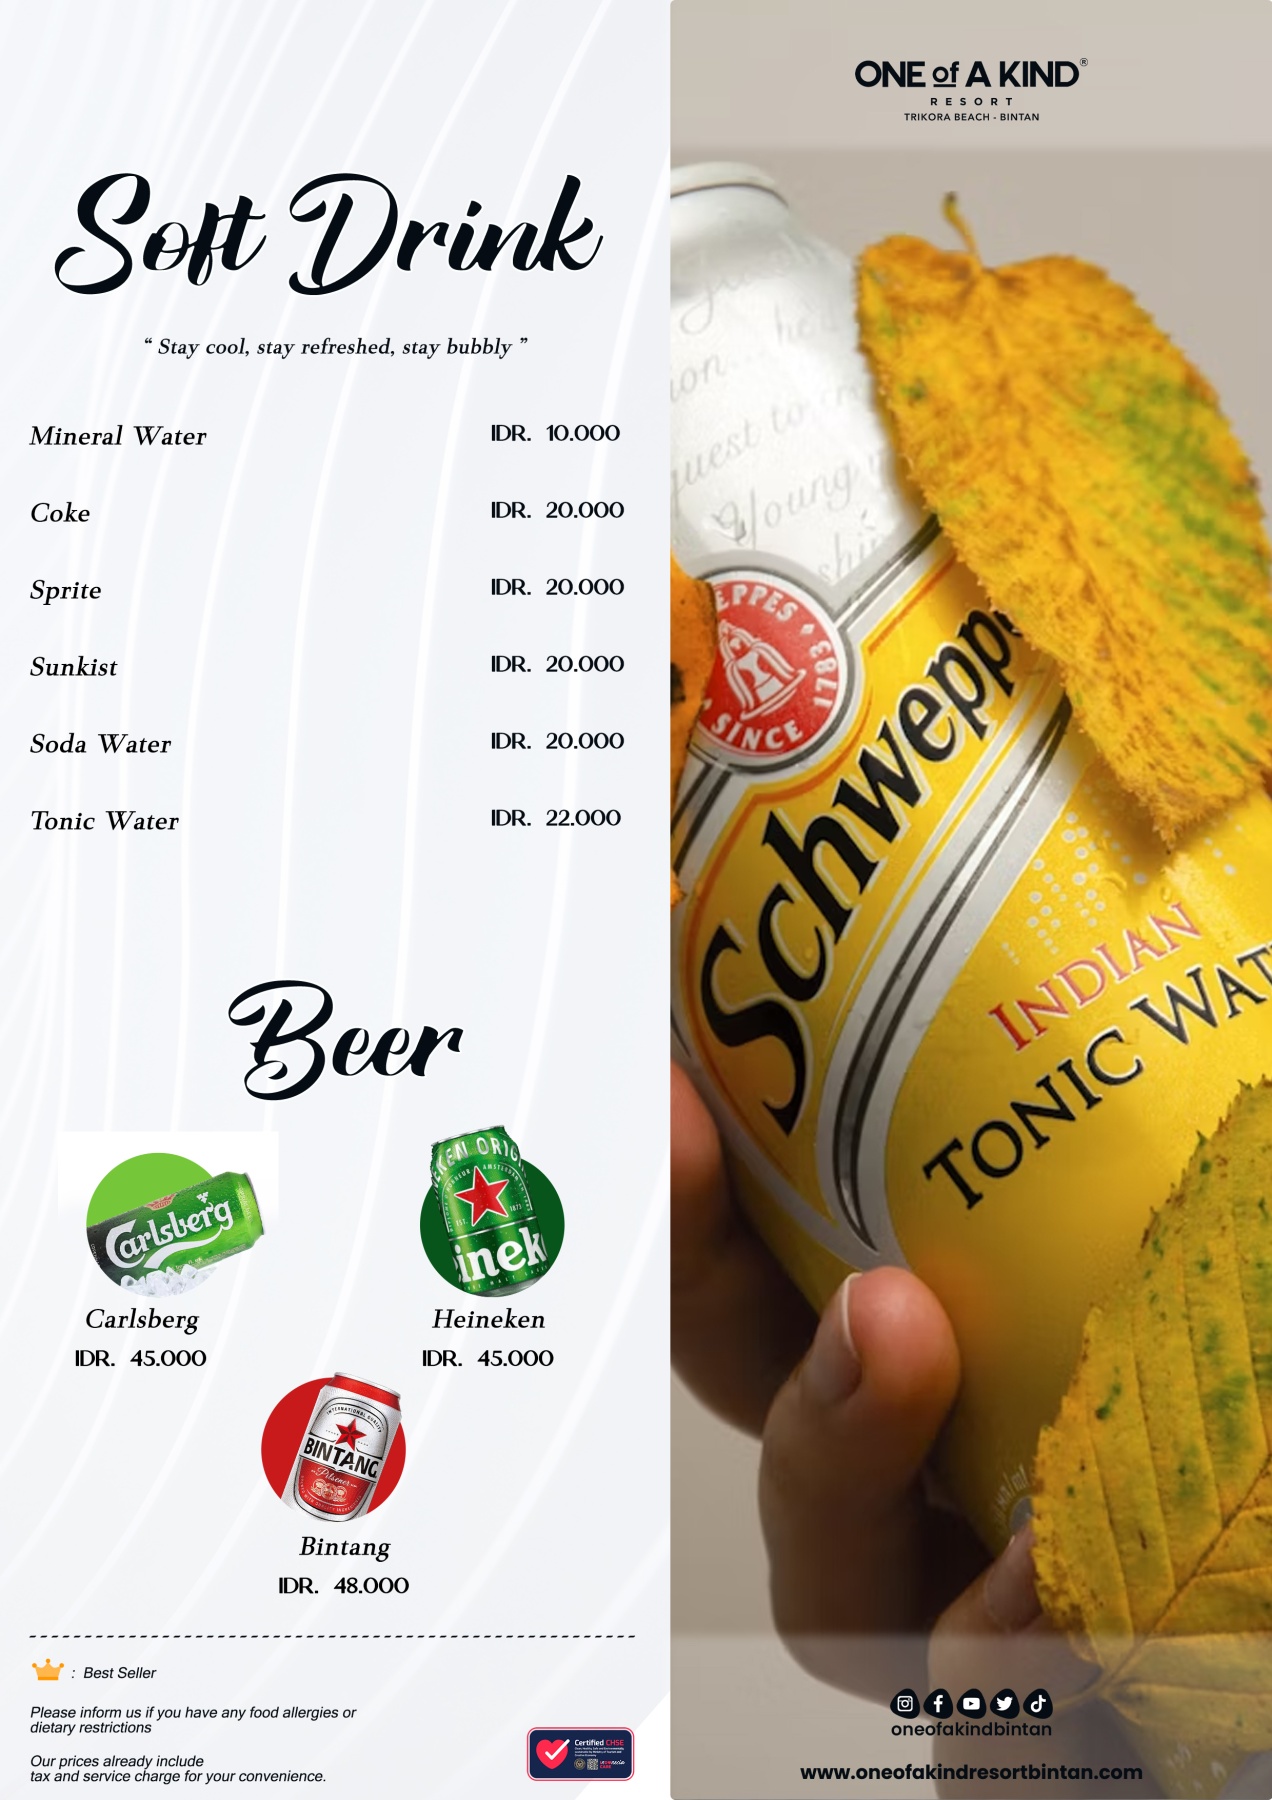 Soft Drink
“ Stay cool, stay refreshed, stay bubbly ”
Mineral Water IDR. 10.000
Coke IDR. 20.000
Sprite IDR. 20.000
Sunkist IDR. 20.000
Soda Water IDR. 20.000
Tonic Water IDR. 22.000
Beer
Carlsberg
Carlsberg
IDR. 45.000
Heineken
IDR. 45.000
BINTANG
Pilsener
Bintang
IDR. 48.000
: Best Seller
Please inform us if you have any food allergies or
dietary restrictions
Our prices already include
tax and service charge for your convenience.
Certified CHSE
ONE of A KIND®
RESORT
TRIKORA BEACH - BINTAN
Young
SINCE 1783
Schwepp
INDIAN
TONIC WAT
oneofakindbintan
www.oneofakindresortbintan.com